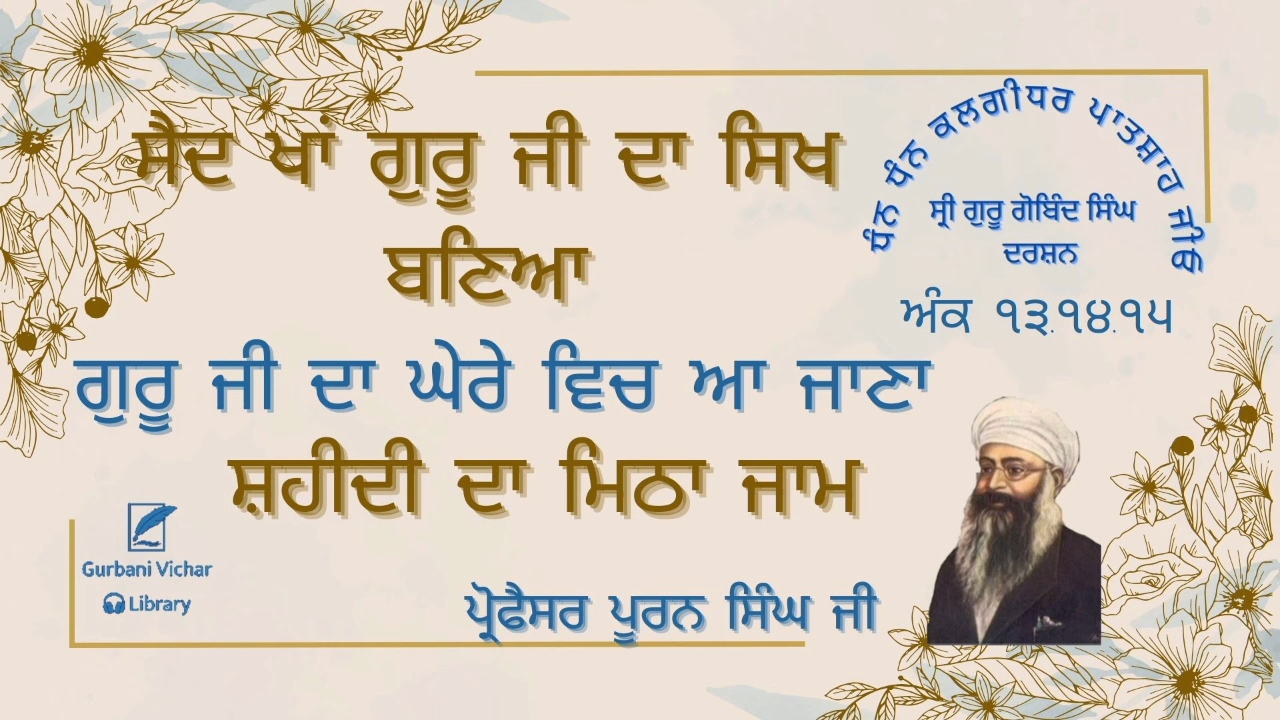 ਸੈਦ ਖਾਂ ਗੁਰੂ ਜੀ ਦਾ ਸਿਖ
ਬਣਿਆ
ਗੁਰੂ ਜੀ ਦਾ ਘੇਰੇ ਵਿਚ ਆ ਜਾਣਾ
ਸ਼ਹੀਦੀ ਦਾ ਮਿਠਾ ਜਾਮ
ਪ੍ਰੋਫੈਸਰ ਪੂਰਨ ਸਿੰਘ ਜੀ
ਧੰਨ ਧੰਨ ਕਲਗੀਧਰ ਪਾਤਸ਼ਾਹ ਜੀਓ
ਸ੍ਰੀ ਗੁਰੂ ਗੋਬਿੰਦ ਸਿੰਘ
ਦਰਸ਼ਨ
ਅੰਕ ੧੩.੧੪.੧੫
Gurbani Vichar
Library